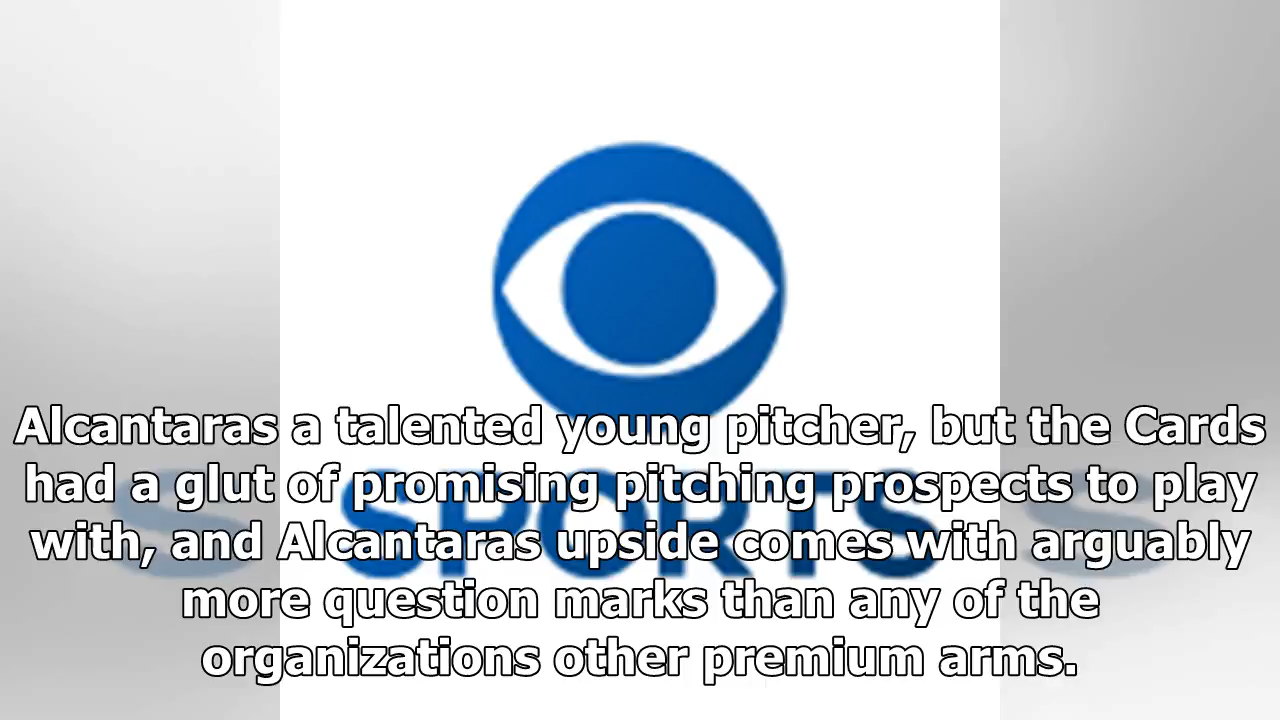 Alcantaras a talented young pitcher, but the Cards
had a glut of promising pitching prospects to play
with, and Alcantaras upside comes with arguably
more question marks than any of the
organizations other premium arms.
SPORTS